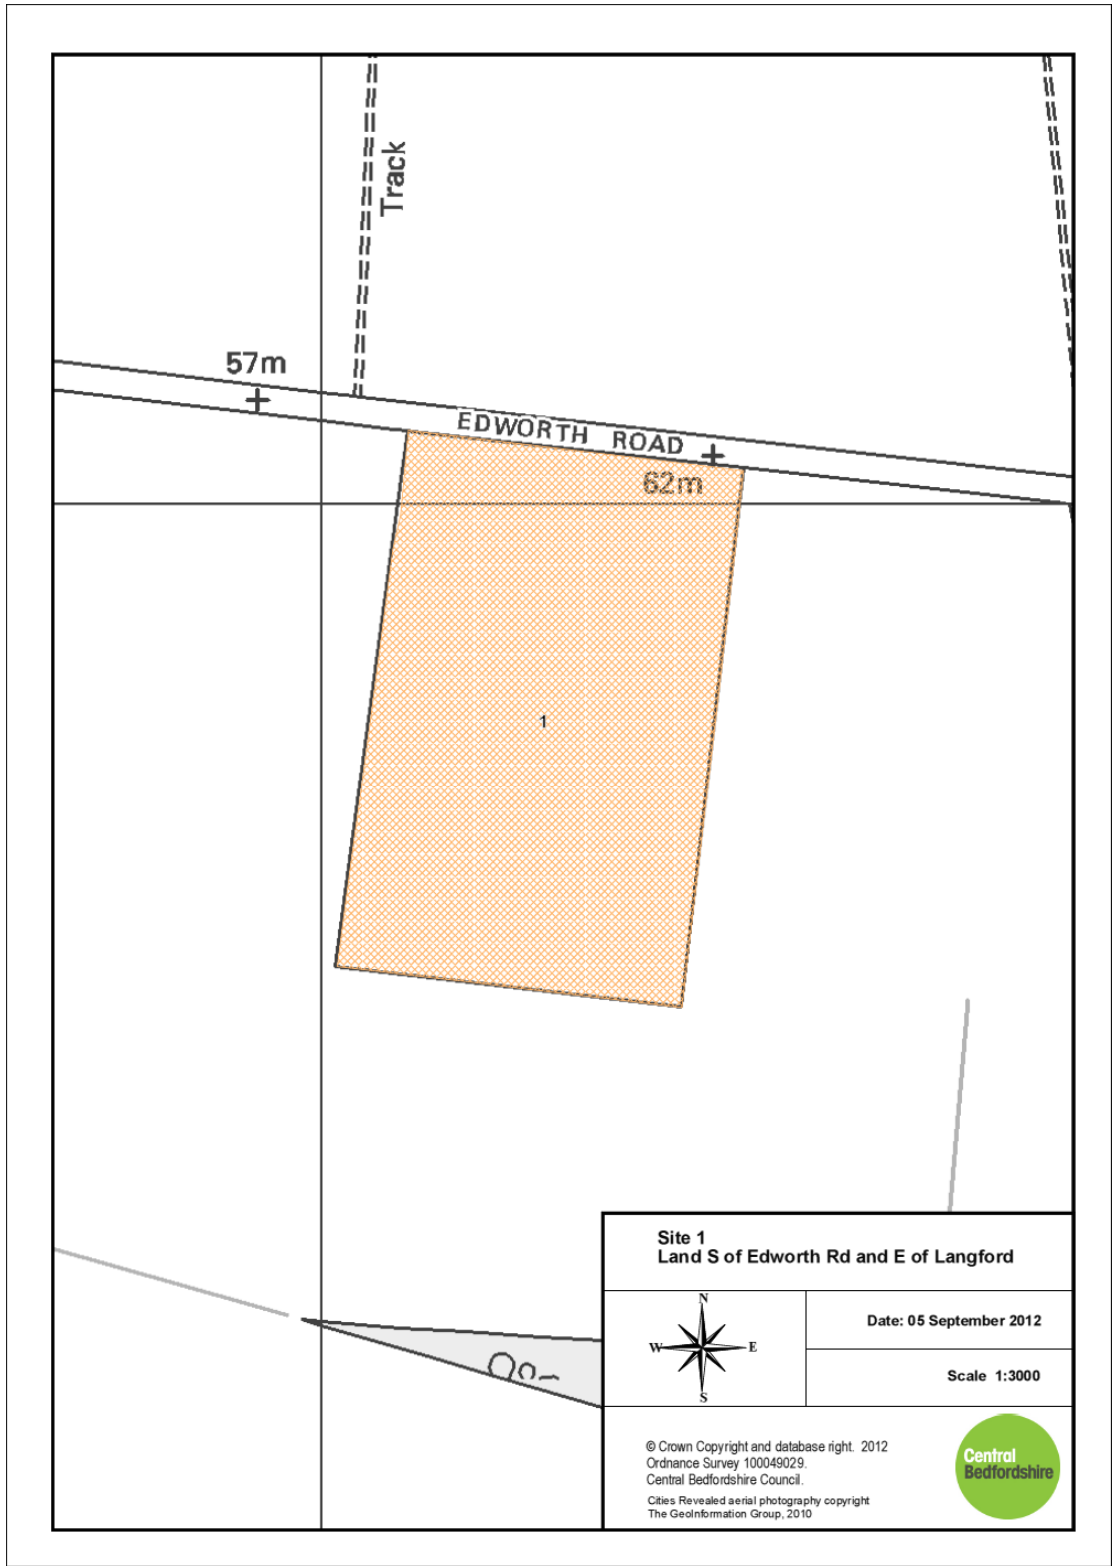 Track
57m
EDWORTH ROAD
62m
1
Site 1
Land S of Edworth Rd and E of Langford
N
W
E
S
Date: 05 September 2012
Scale 1:3000
© Crown Copyright and database right. 2012
Ordnance Survey 100049029.
Central Bedfordshire Council.
Cities Revealed aerial photography copyright
The GeoInformation Group, 2010
Central
Bedfordshire